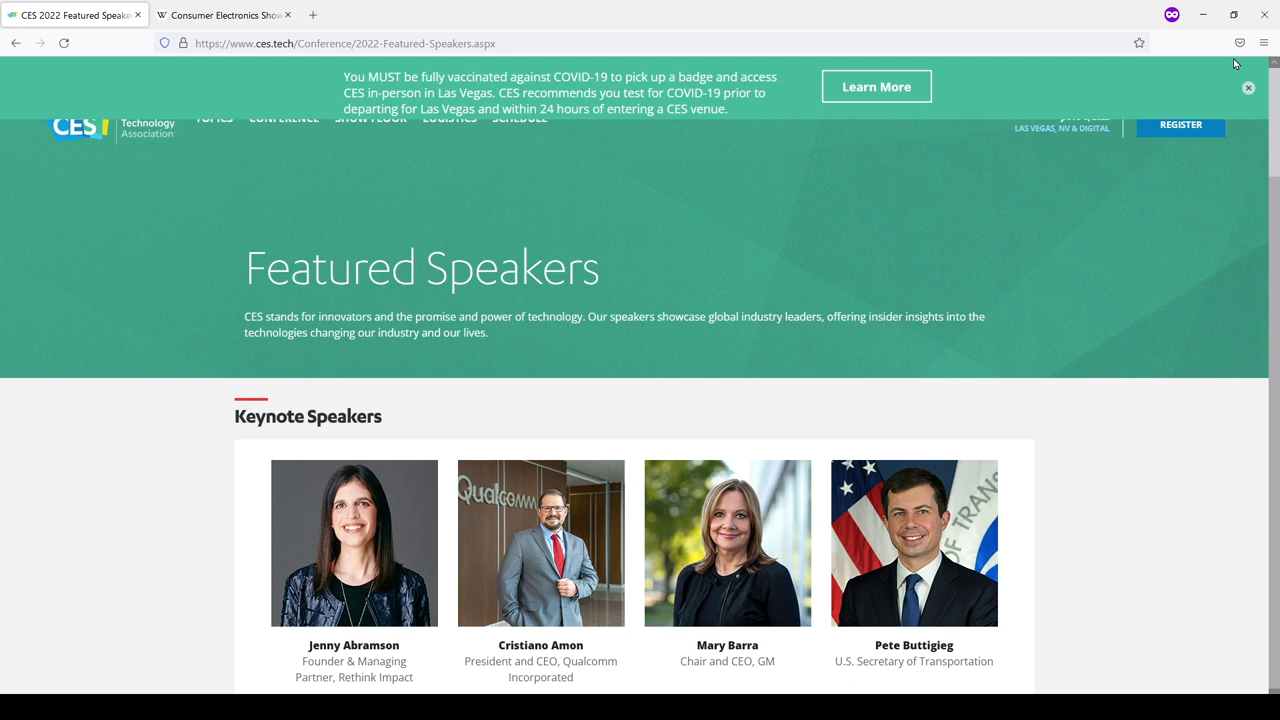 CES 2022 Featured Speake
Consumer Electronics Show
https://www.ces.tech/Conference/2022-Featured-Speakers.aspx
You MUST be fully vaccinated against COVID-19 to pick up a badge and access
CES in-person in Las Vegas. CES recommends you test for COVID-19 prior to
departing for Las Vegas and within 24 hours of entering a CES venue.
Learn More
CES
Technology
Association
TOPICS CONFERENCE SHOW FLOOR LOGISTICS SCHEDULE
LAS VEGAS, NV & DIGITAL
REGISTER
Featured Speakers
CES stands for innovators and the promise and power of technology. Our speakers showcase global industry leaders, offering insider insights into the
technologies changing our industry and our lives.
Keynote Speakers
Qualcomm
OF TRANS
Jenny Abramson
Founder & Managing
Partner, Rethink Impact
Cristiano Amon
President and CEO, Qualcomm
Incorporated
Mary Barra
Chair and CEO, GM
Pete Buttigieg
U.S. Secretary of Transportation